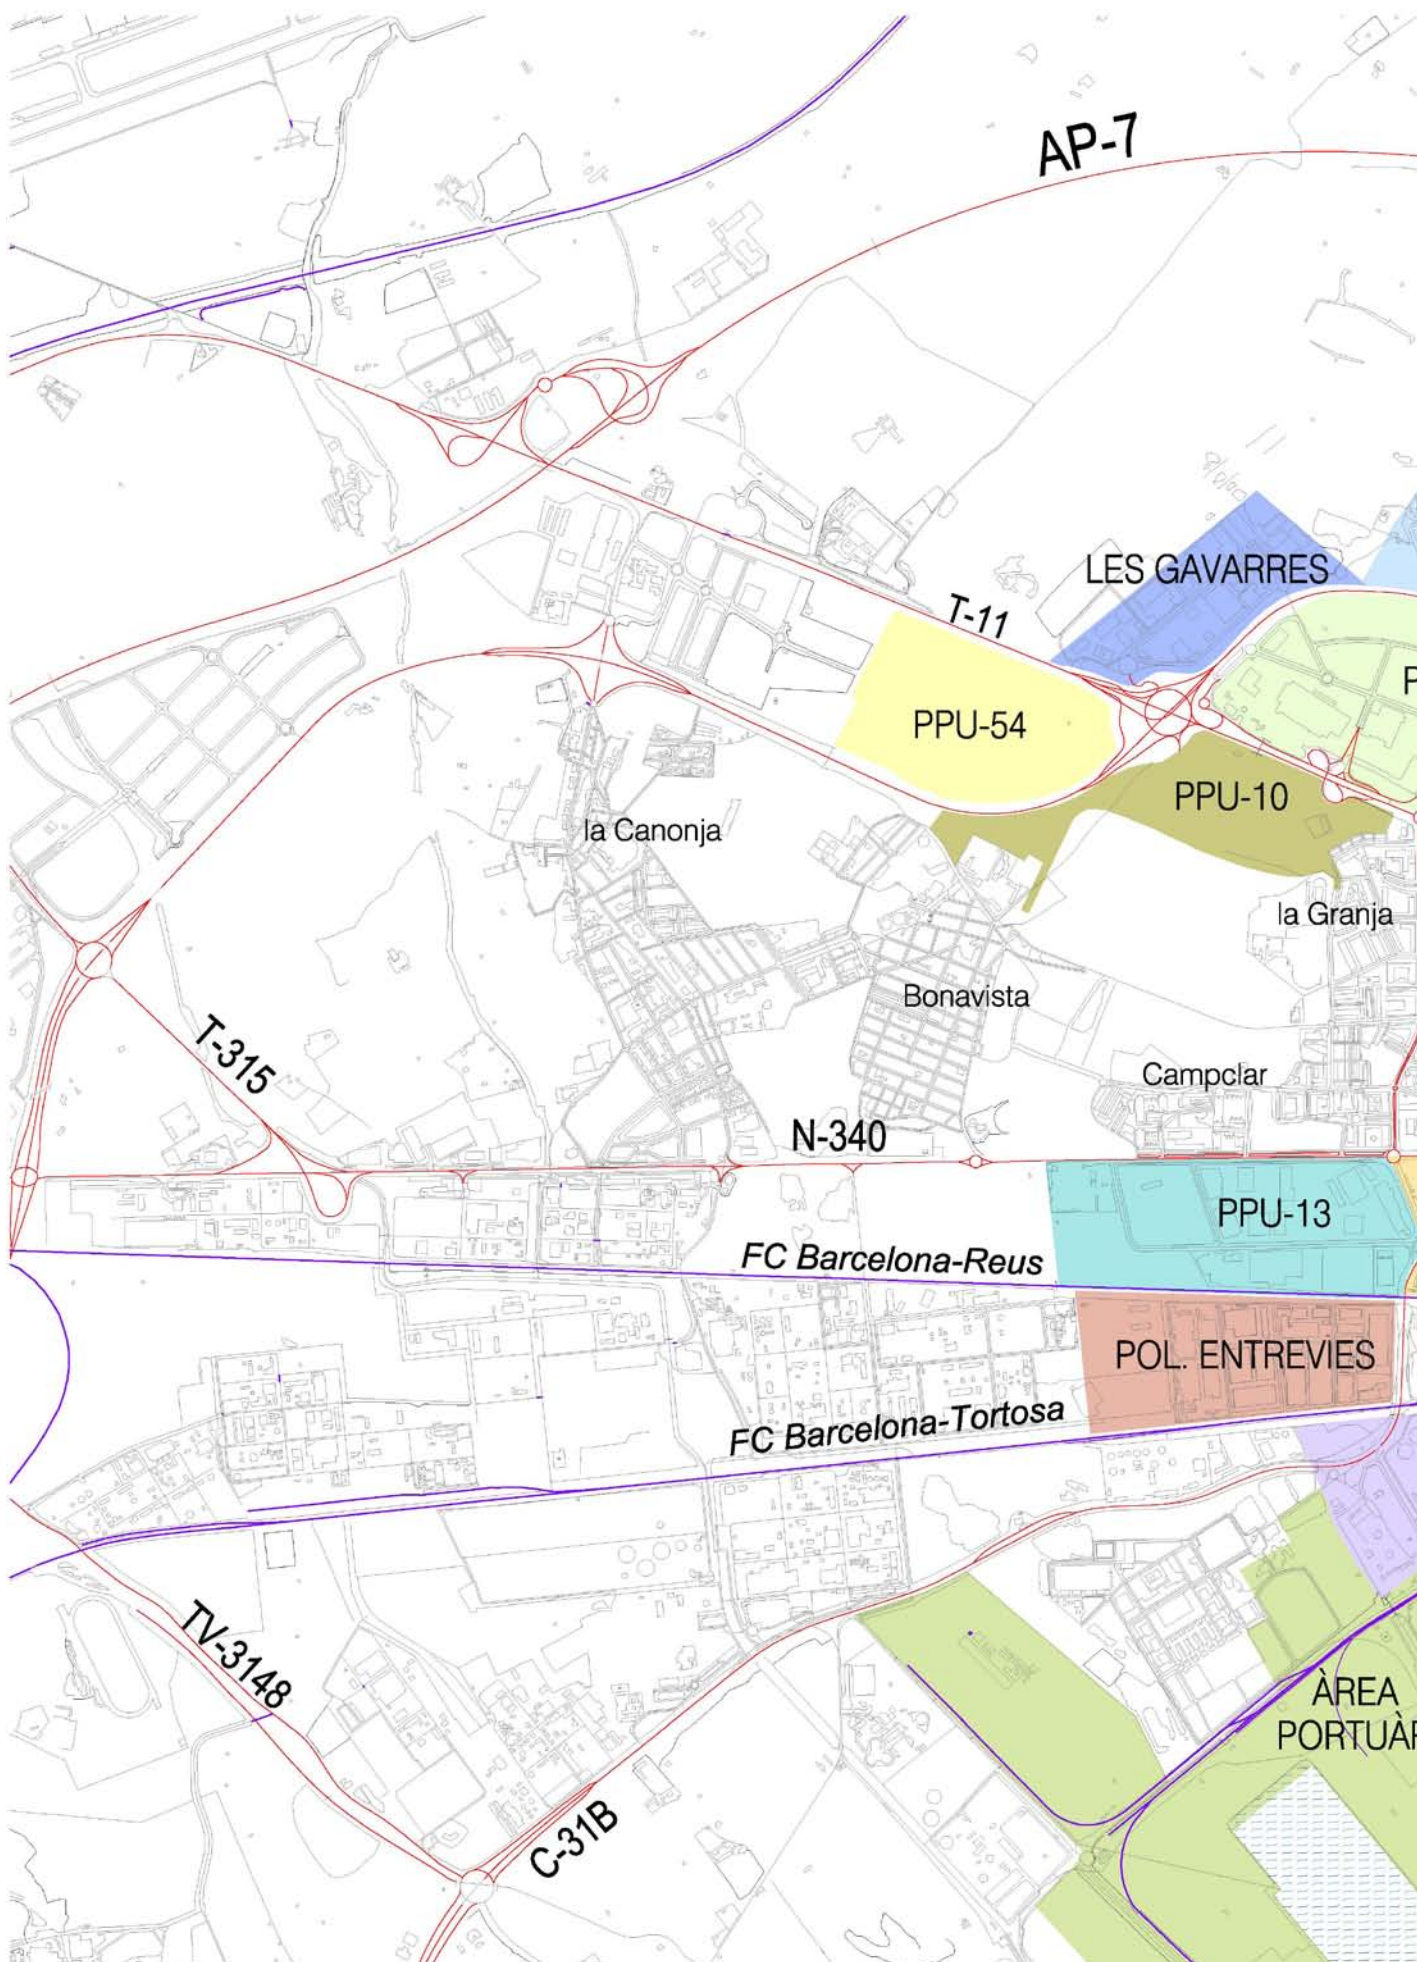 AP-7
LES GAVARRES
T-11
P
PPU-54
PPU-10
la Canonja
la Granja
Bonavista
T-315
Campclar
N-340
PPU-13
FC Barcelona-Reus
POL. ENTREVIES
FC Barcelona-Tortosa
TV-3148
ÀREA
PORTUÀR
C-31B